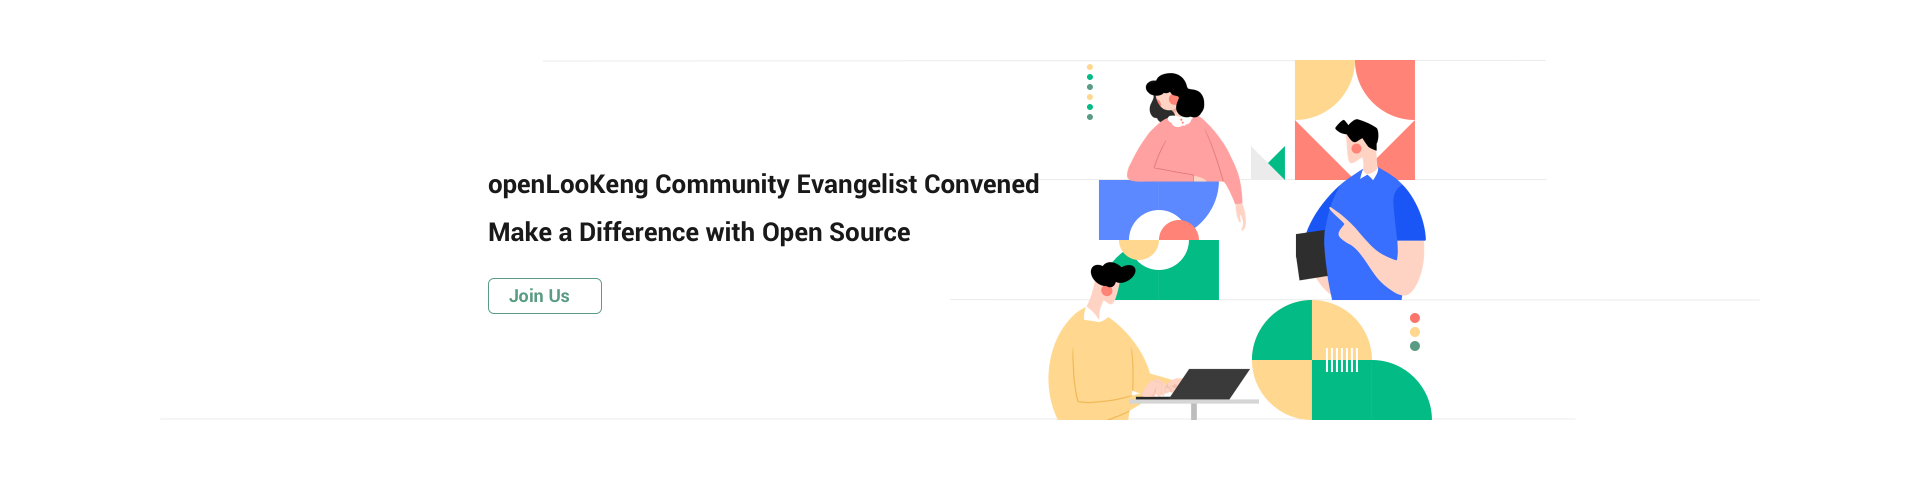 openLooKeng Community Evangelist Convened
Make a Difference with Open Source
Join Us